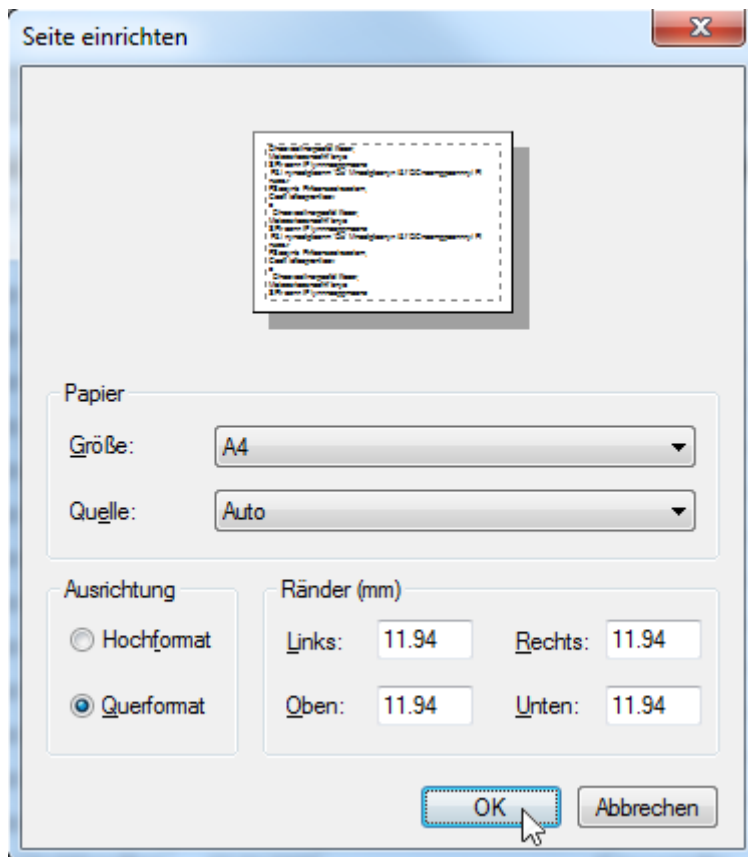 Seite einrichten
Papier
Größe: A4
Quelle: Auto
Ausrichtung
Hochformat
Querformat
Ränder (mm)
Links: 11.94 Rechts: 11.94
Oben: 11.94 Unten: 11.94
OK Abbrechen